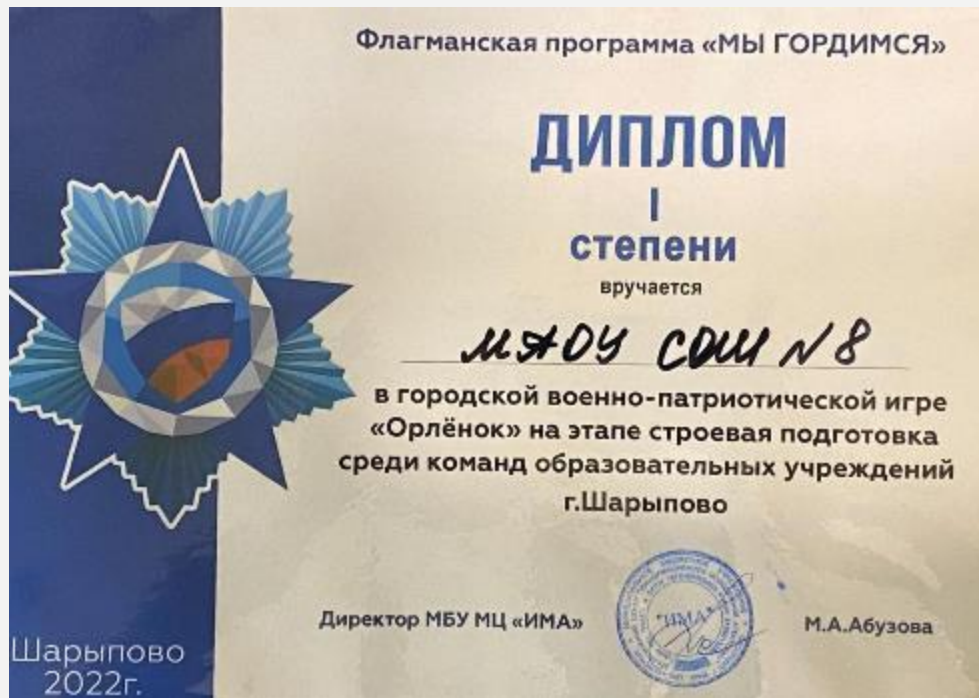 Флагманская программа «МЫ ГОРДИМСЯ»
ДИПЛОМ
I
степени
вручается
МАОУ СОШ №8
в городской военно-патриотической игре
«Орлёнок» на этапе строевая подготовка
среди команд образовательных учреждений
г.Шарыпово
Директор МБУ МЦ «ИМА»
"ИМА"
М.А.Абузова
Шарыпово
2022г.